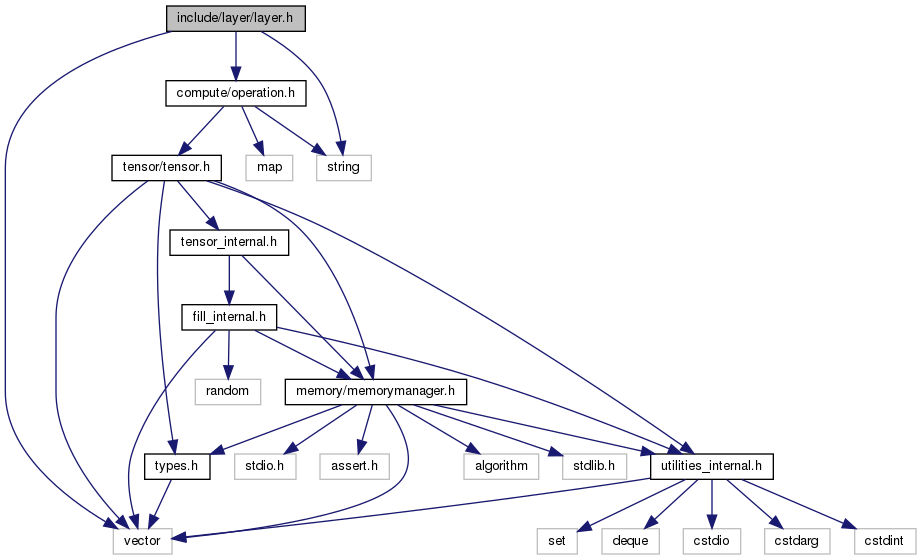 include/layer/layer.h
compute/operation.h
tensor/tensor.h
map
string
tensor_internal.h
fill_internal.h
random
memory/memorymanager.h
types.h
stdio.h
assert.h
algorithm
stdlib.h
utilities_internal.h
vector
set
deque
cstdio
cstdarg
cstdint